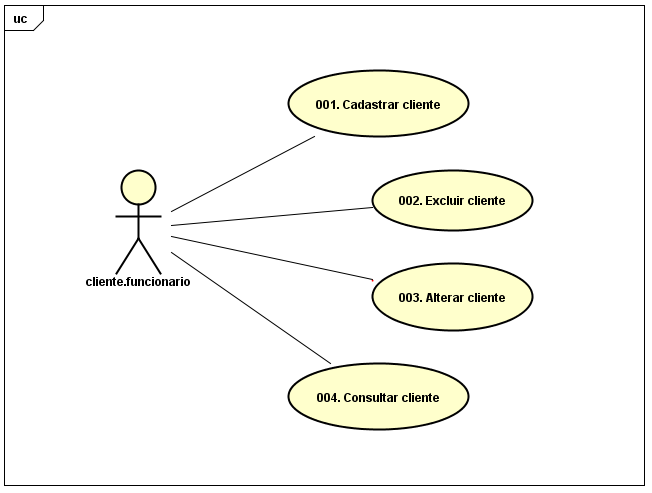 uc
001. Cadastrar cliente
002. Excluir cliente
cliente.funcionario
003. Alterar cliente
004. Consultar cliente